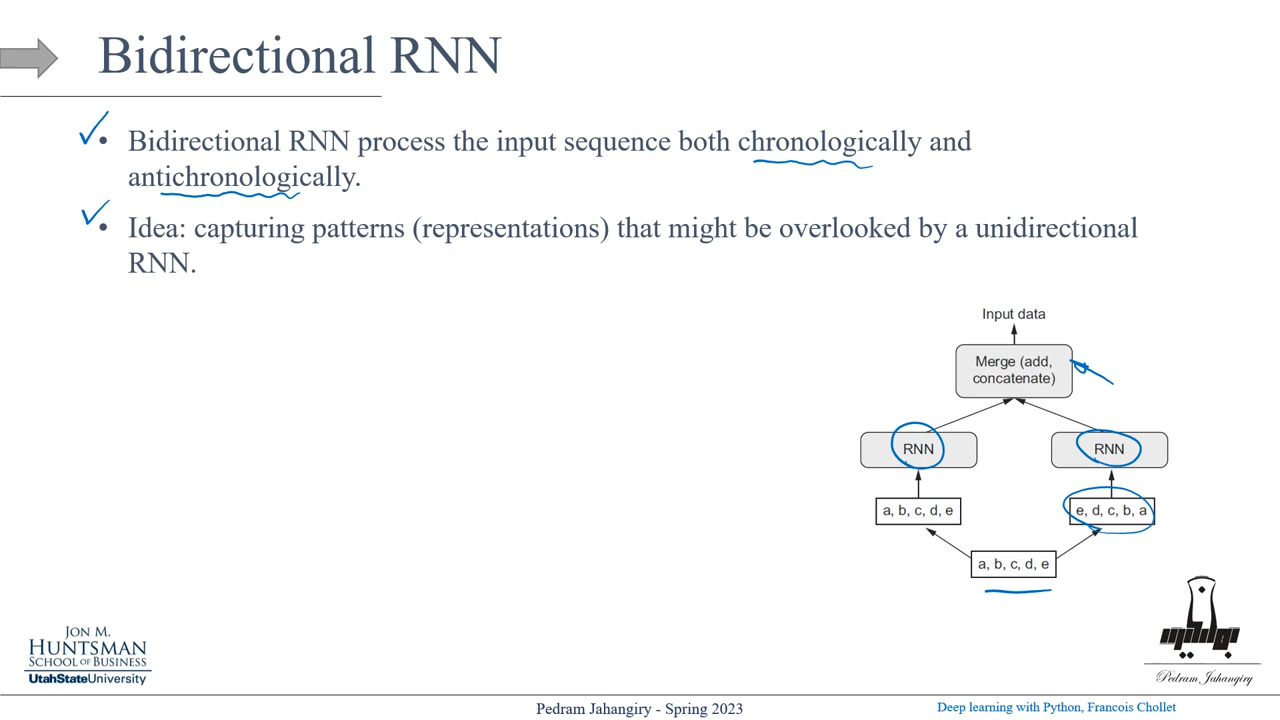 Bidirectional RNN
• Bidirectional RNN process the input sequence both chronologically and
antichronologically.
• Idea: capturing patterns (representations) that might be overlooked by a unidirectional
RNN.
Input data
Merge (add,
concatenate)
RNN
RNN
a, b, c, d, e
e, d, c, b, a
a, b, c, d, e
JON M.
HUNTSMAN
SCHOOL OF BUSINESS
UtahStateUniversity
Pedram Jahangiry
Pedram Jahangiry - Spring 2023
Deep learning with Python, Francois Chollet